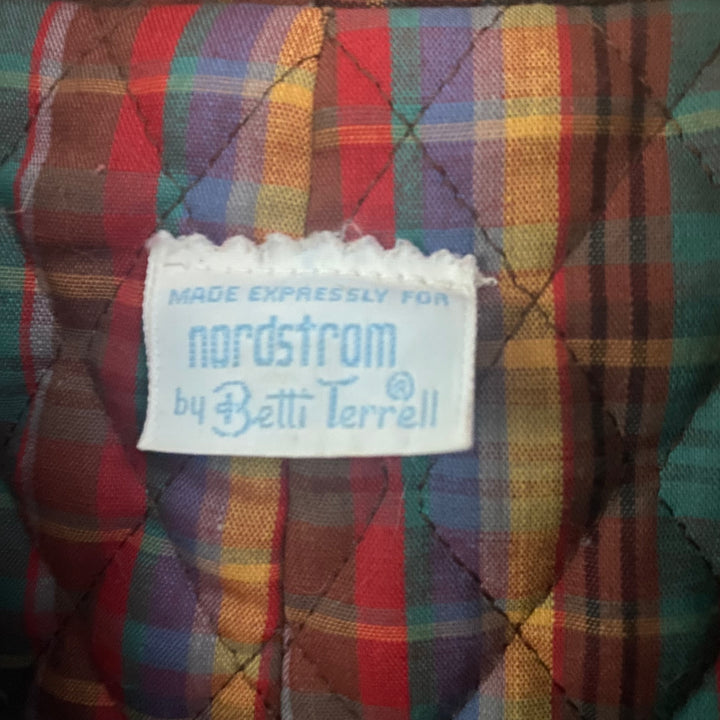 MADE EXPRESSLY FOR
nordstrom
by Betti Terrell®